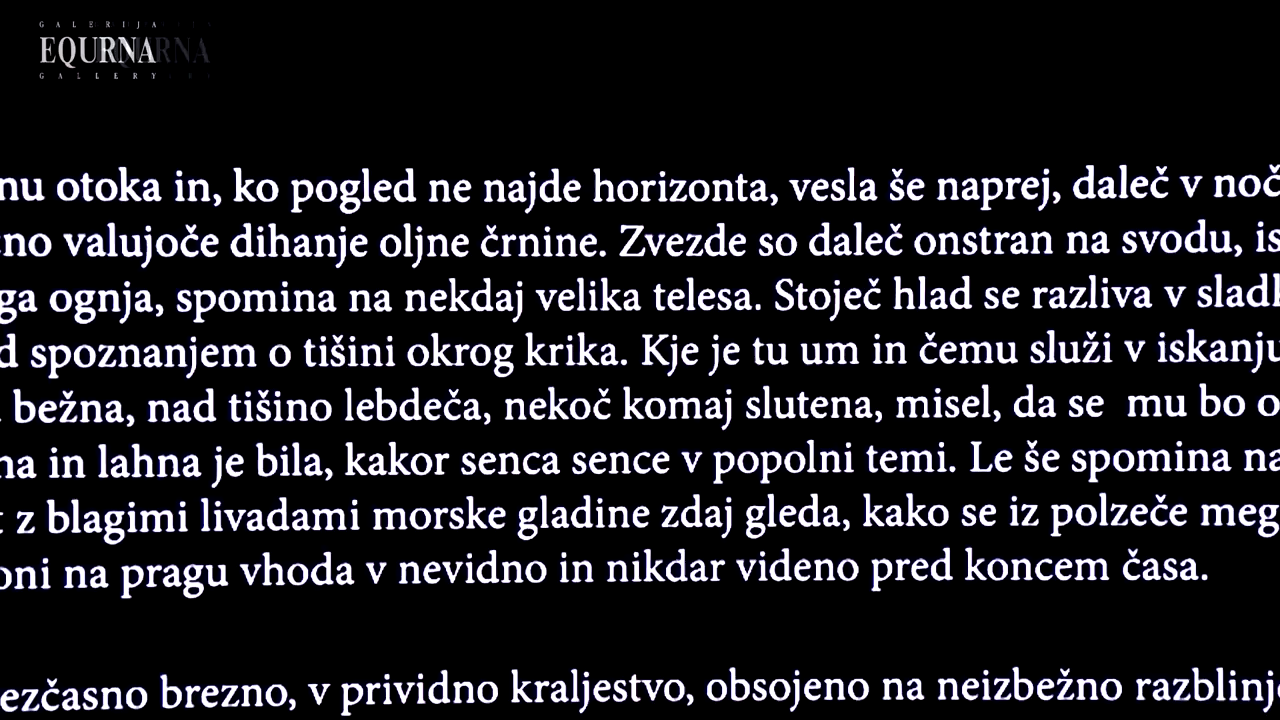 GALERIJA
EQURNA
GALLERY
nu otoka in, ko pogled ne najde horizonta, vesla še naprej, daleč v noč
no valujoče dihanje oljne črnine. Zvezde so daleč onstran na svodu, is
ga ognja, spomina na nekdaj velika telesa. Stoječ hlad se razliva v slad
d spoznanjem o tišini okrog krika. Kje je tu um in čemu služi v iskanju
bežna, nad tišino lebdeča, nekoč komaj slutena, misel, da se mu bo o
na in lahna je bila, kakor senca sence v popolni temi. Le še spomina na
z blagimi livadami morske gladine zdaj gleda, kako se iz polzeče meg
oni na pragu vhoda v nevidno in nikdar videno pred koncem časa.
ezčasno brezno, v prividno kraljestvo, obsojeno na neizbežno razblinj